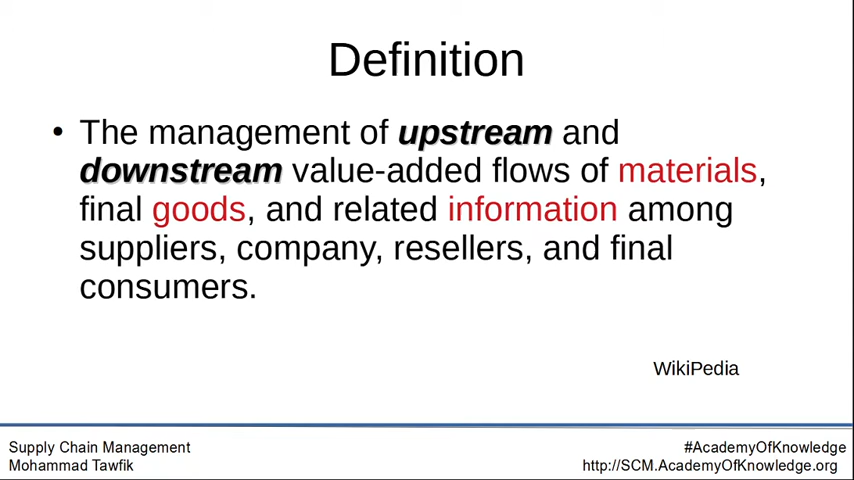 Definition
• The management of upstream and
downstream value-added flows of materials,
final goods, and related information among
suppliers, company, resellers, and final
consumers.
WikiPedia
Supply Chain Management
Mohammad Tawfik
#AcademyOfKnowledge
http://SCM.AcademyOfKnowledge.org